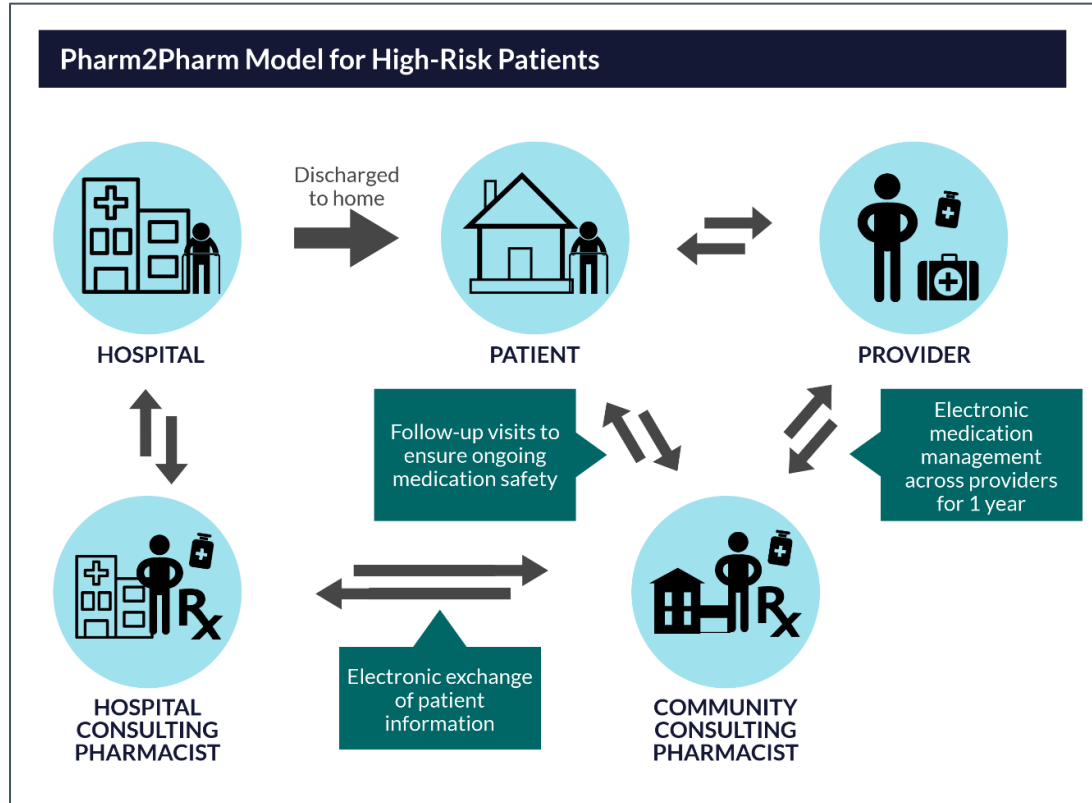 Pharm2Pharm Model for High-Risk Patients
Discharged
to home
HOSPITAL
PATIENT
PROVIDER
Follow-up visits to
ensure ongoing
medication safety
Electronic
medication
management
across providers
for 1 year
Rx
Rx
Electronic exchange
of patient
information
HOSPITAL
CONSULTING
PHARMACIST
COMMUNITY
CONSULTING
PHARMACIST